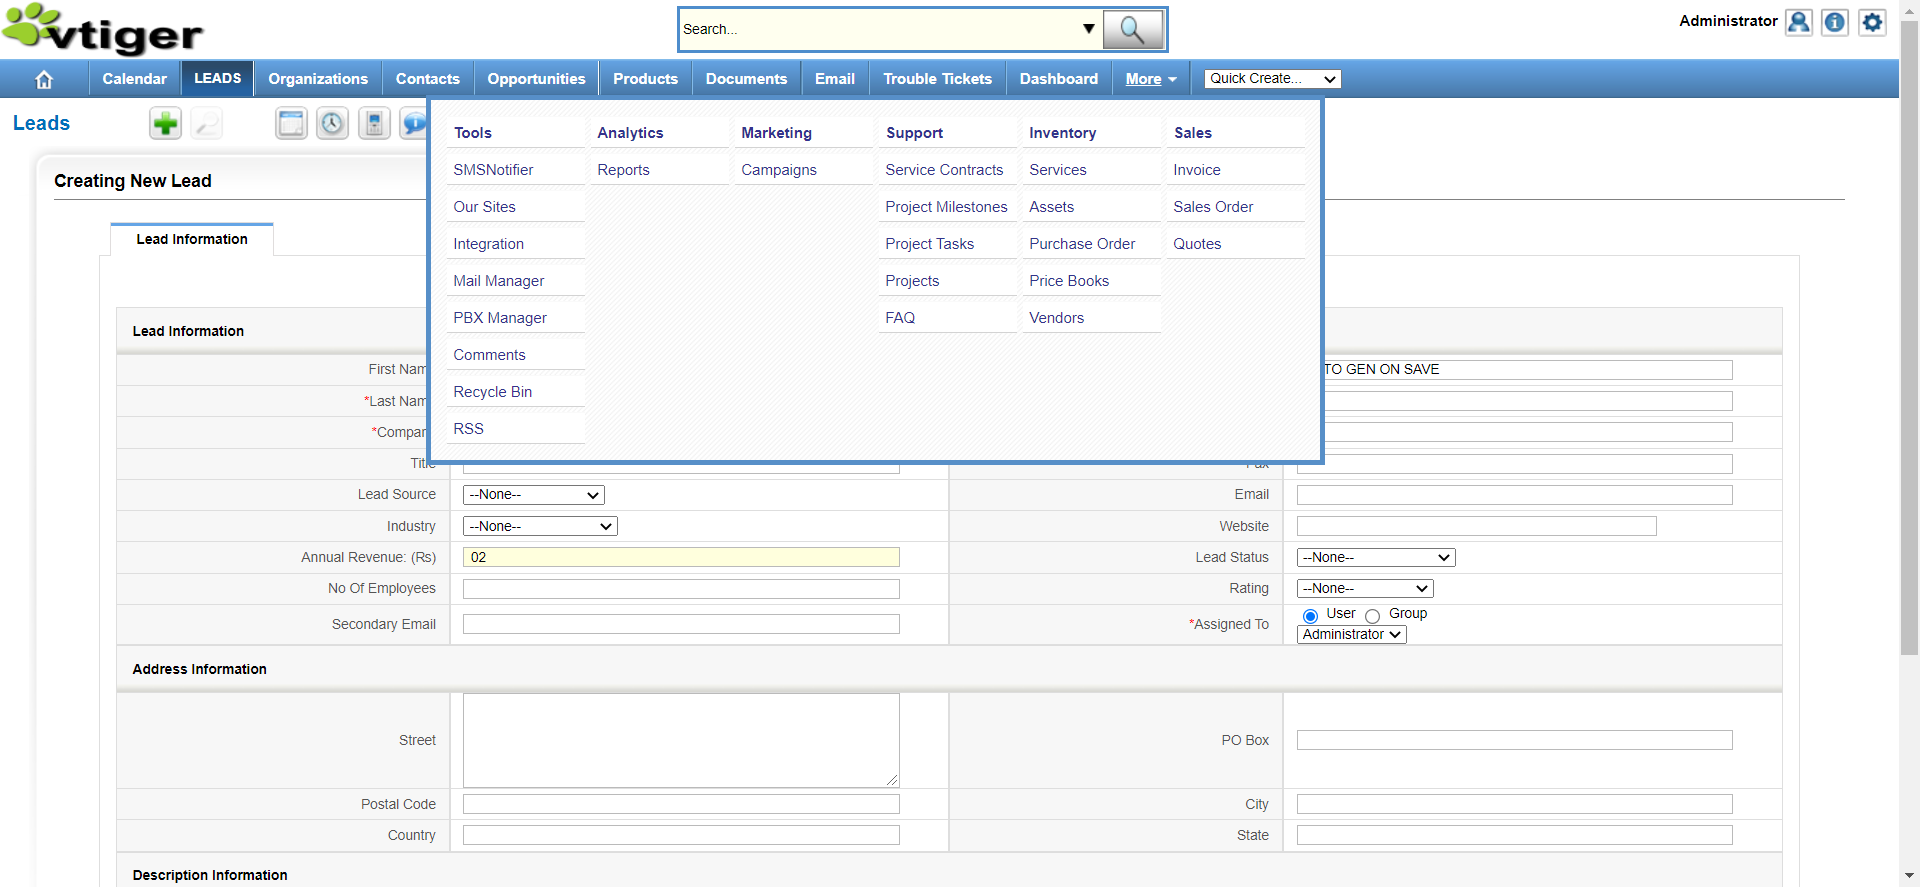 vtiger
Search...
Administrator
Calendar
LEADS
Organizations
Contacts
Opportunities
Products
Documents
Email
Trouble Tickets
Dashboard
More
Quick Create...
Leads
Tools
SMSNotifier
Our Sites
Integration
Mail Manager
PBX Manager
Comments
Recycle Bin
RSS
Analytics
Reports
Marketing
Campaigns
Support
Service Contracts
Project Milestones
Project Tasks
Projects
FAQ
Inventory
Services
Assets
Purchase Order
Price Books
Vendors
Sales
Invoice
Sales Order
Quotes
Creating New Lead
Lead Information
Lead Information
First Nam
TO GEN ON SAVE
*Last Nam
*Compar
Title
Fax
Lead Source
--None--
Email
Industry
--None--
Website
Annual Revenue: (Rs)
02
Lead Status
--None--
No Of Employees
Rating
--None--
Secondary Email
*Assigned To
User
Group
Administrator
Address Information
Street
PO Box
Postal Code
City
Country
State
Description Information